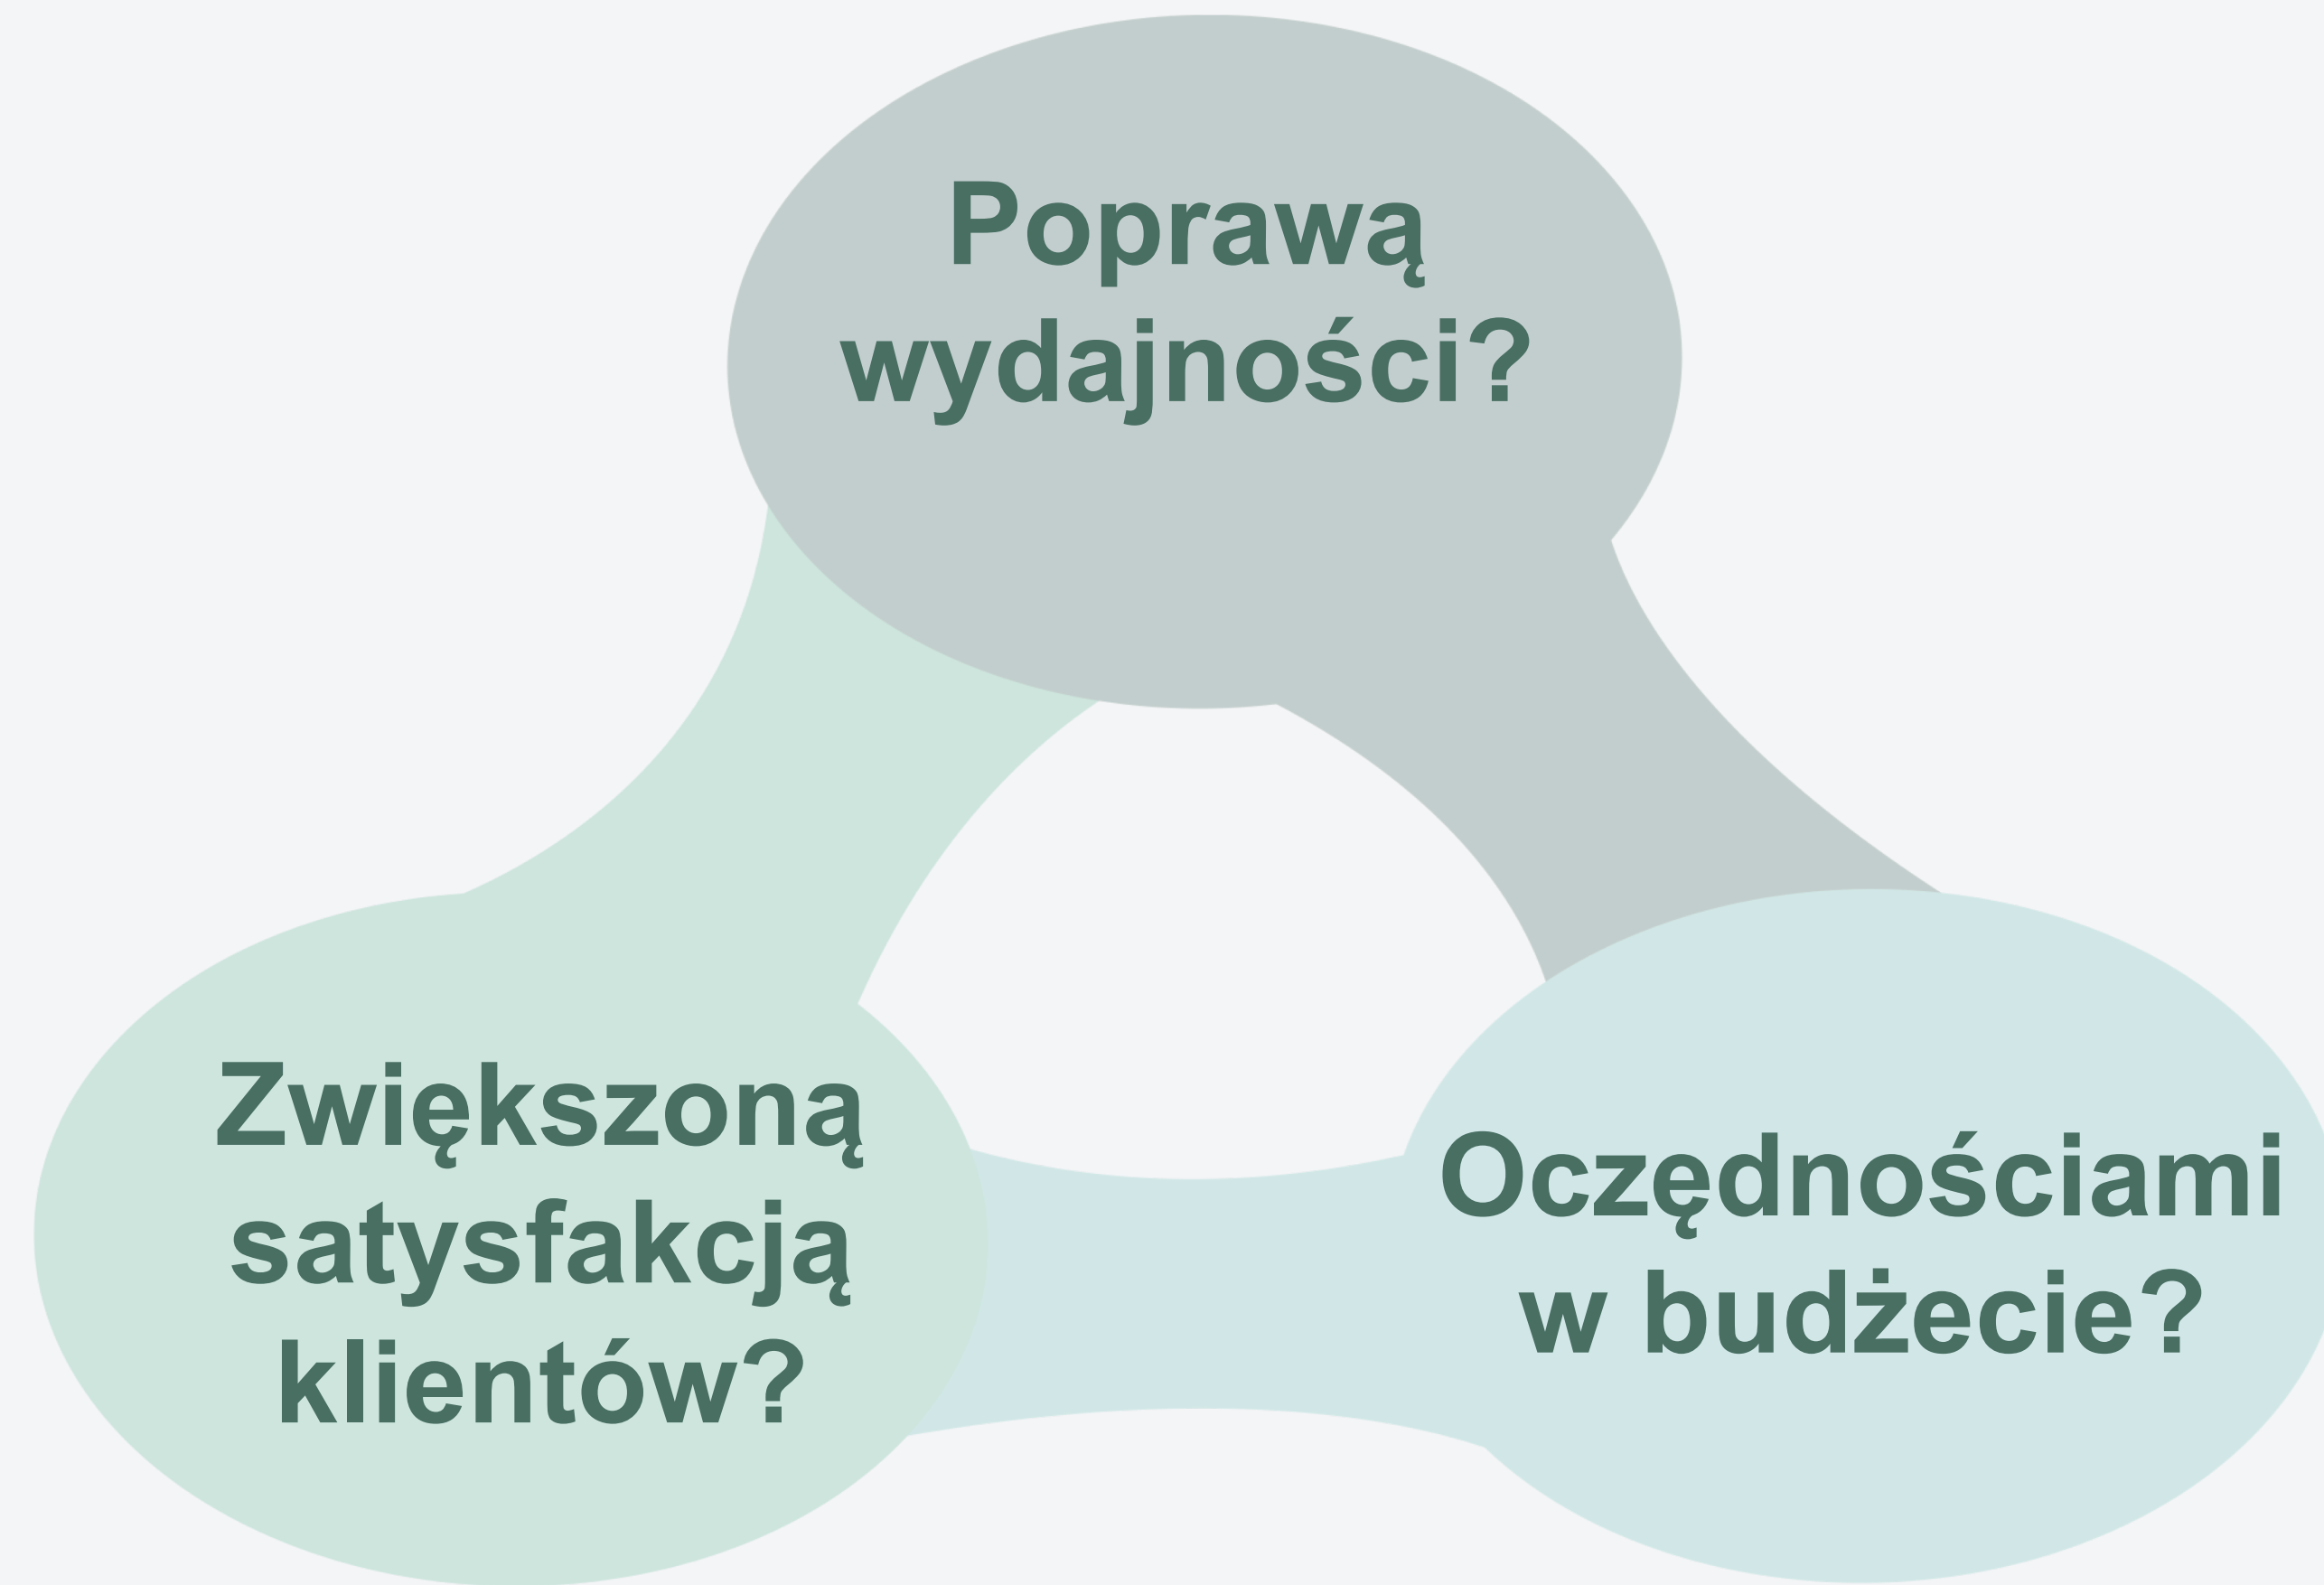 Poprawą
wydajności?
Zwiększoną
satysfakcją
klientów?
Oczędnościami
w budżecie?